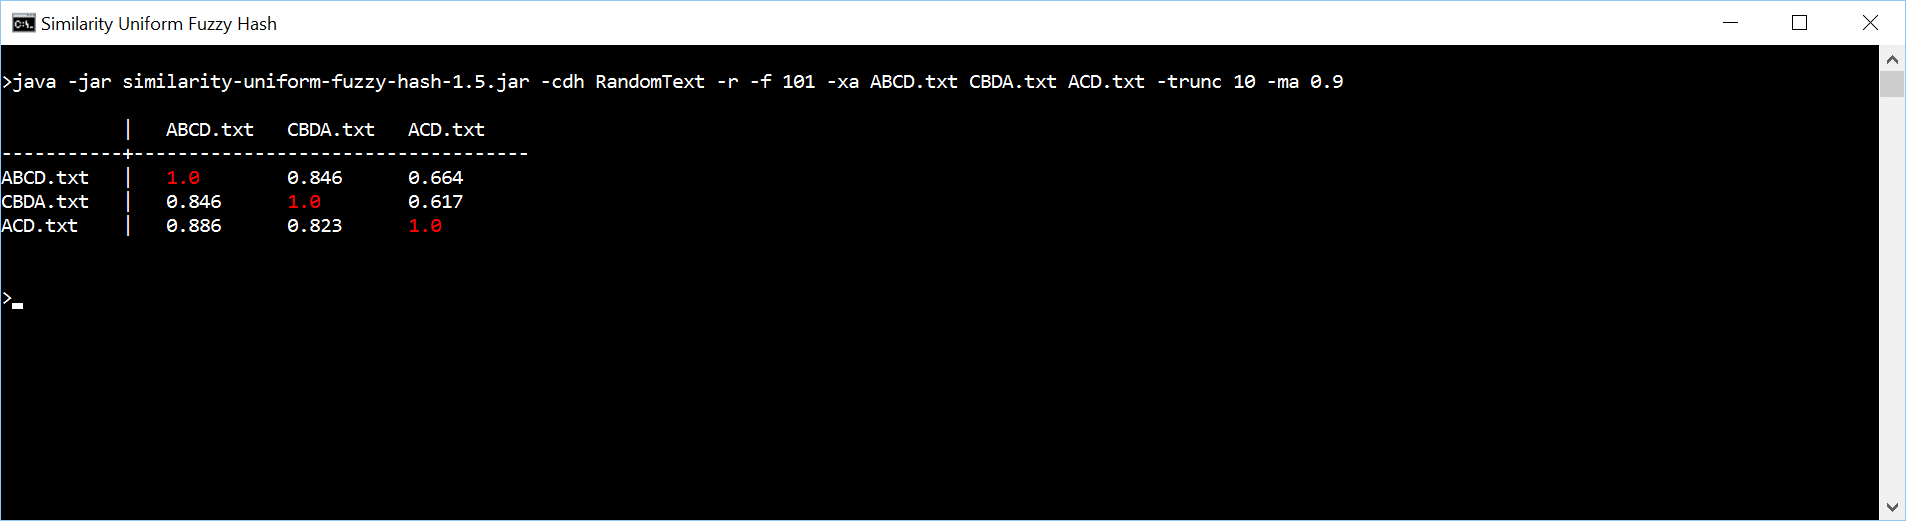 Similarity Uniform Fuzzy Hash
>java -jar similarity-uniform-fuzzy-hash-1.5.jar -cdh RandomText -r -f 101 -xa ABCD.txt CBDA.txt ACD.txt -trunc 10 -ma 0.9
| ABCD.txt CBDA.txt ACD.txt
-----------+------------------------------------
ABCD.txt | 1.0 0.846 0.664
CBDA.txt | 0.846 1.0 0.617
ACD.txt | 0.886 0.823 1.0
>